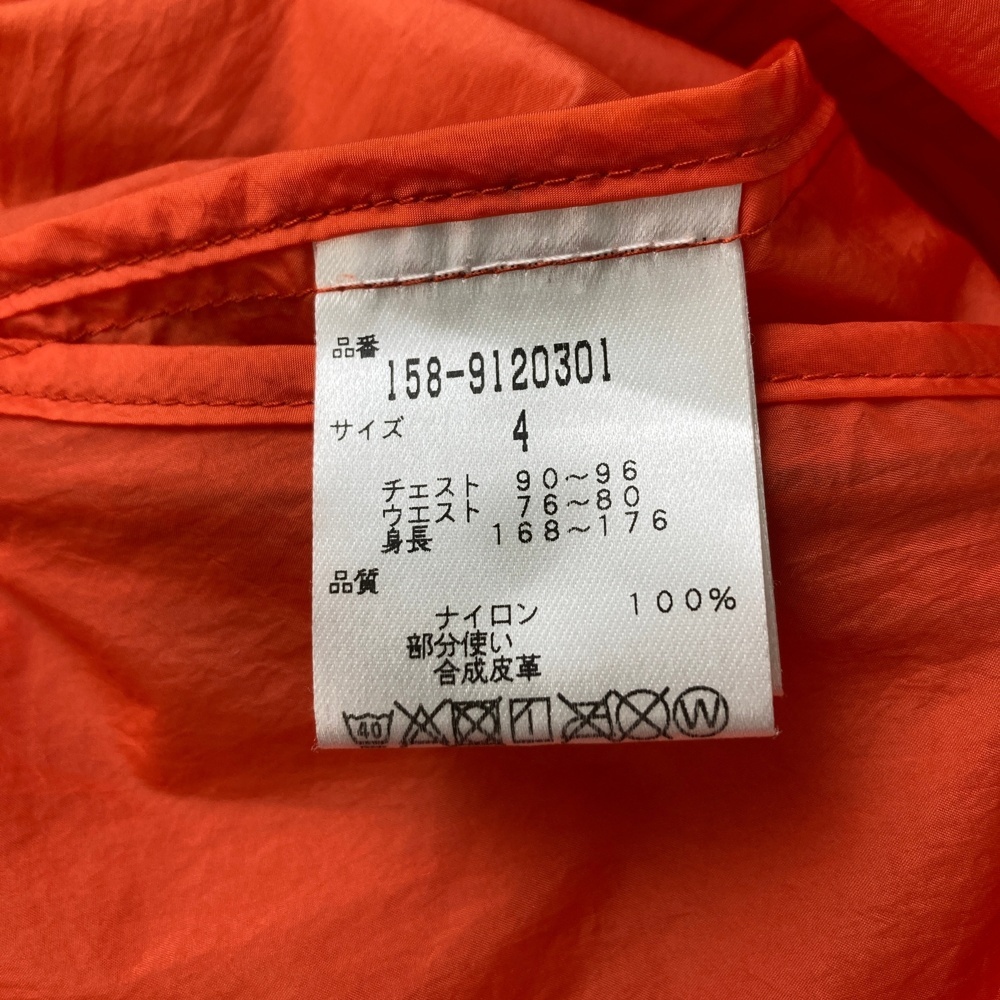 品番
158-9120301
サイズ 4
チェスト 90～96
ウエスト 76～80
身長 168～176
品質
ナイロン 100%
部分使い
合成皮革
40 W